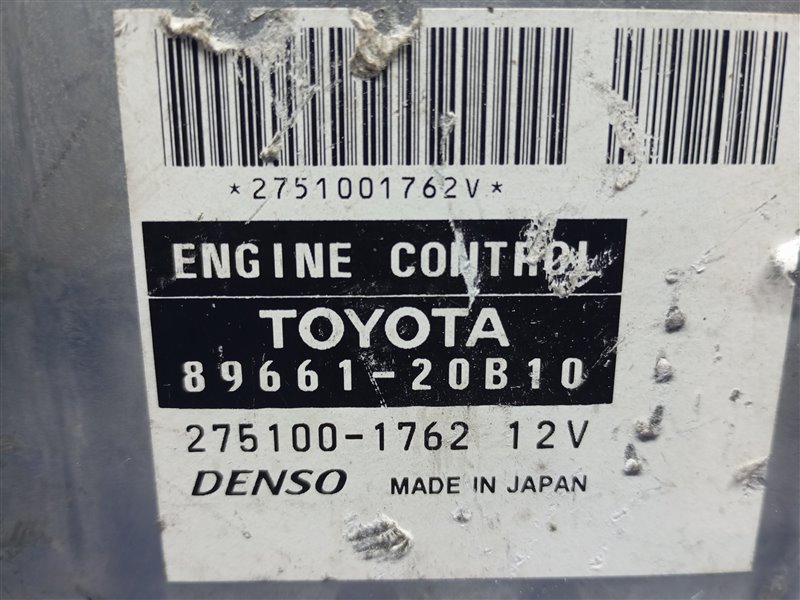 *2751001762V*
ENGINE CONTROL
TOYOTA
89661-20B10
275100-1762 12V
DENSO MADE IN JAPAN